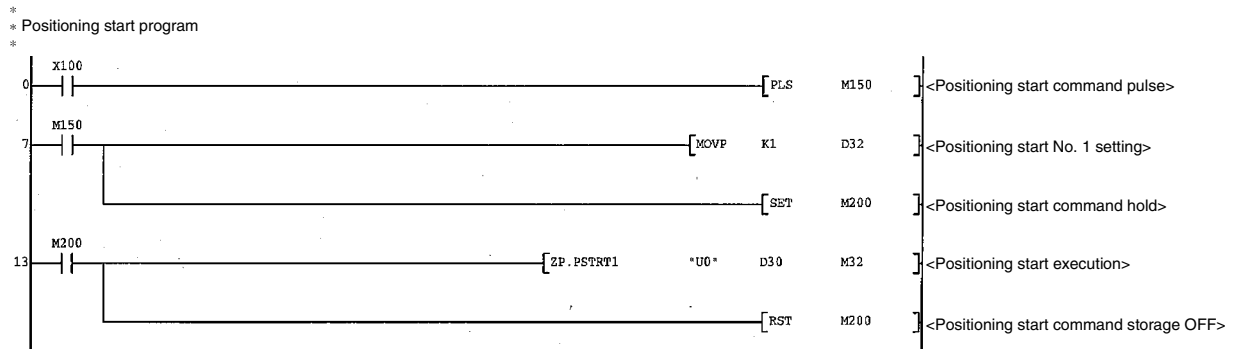 *
* Positioning start program
*
X100
0 [ PLS M150 ] <Positioning start command pulse>
M150
7 [ MOVP K1 D32 ] <Positioning start No. 1 setting>
[ SET M200 ] <Positioning start command hold>
M200
13 [ ZP.PSTRT1 "U0" D30 M32 ] <Positioning start execution>
[ RST M200 ] <Positioning start command storage OFF>